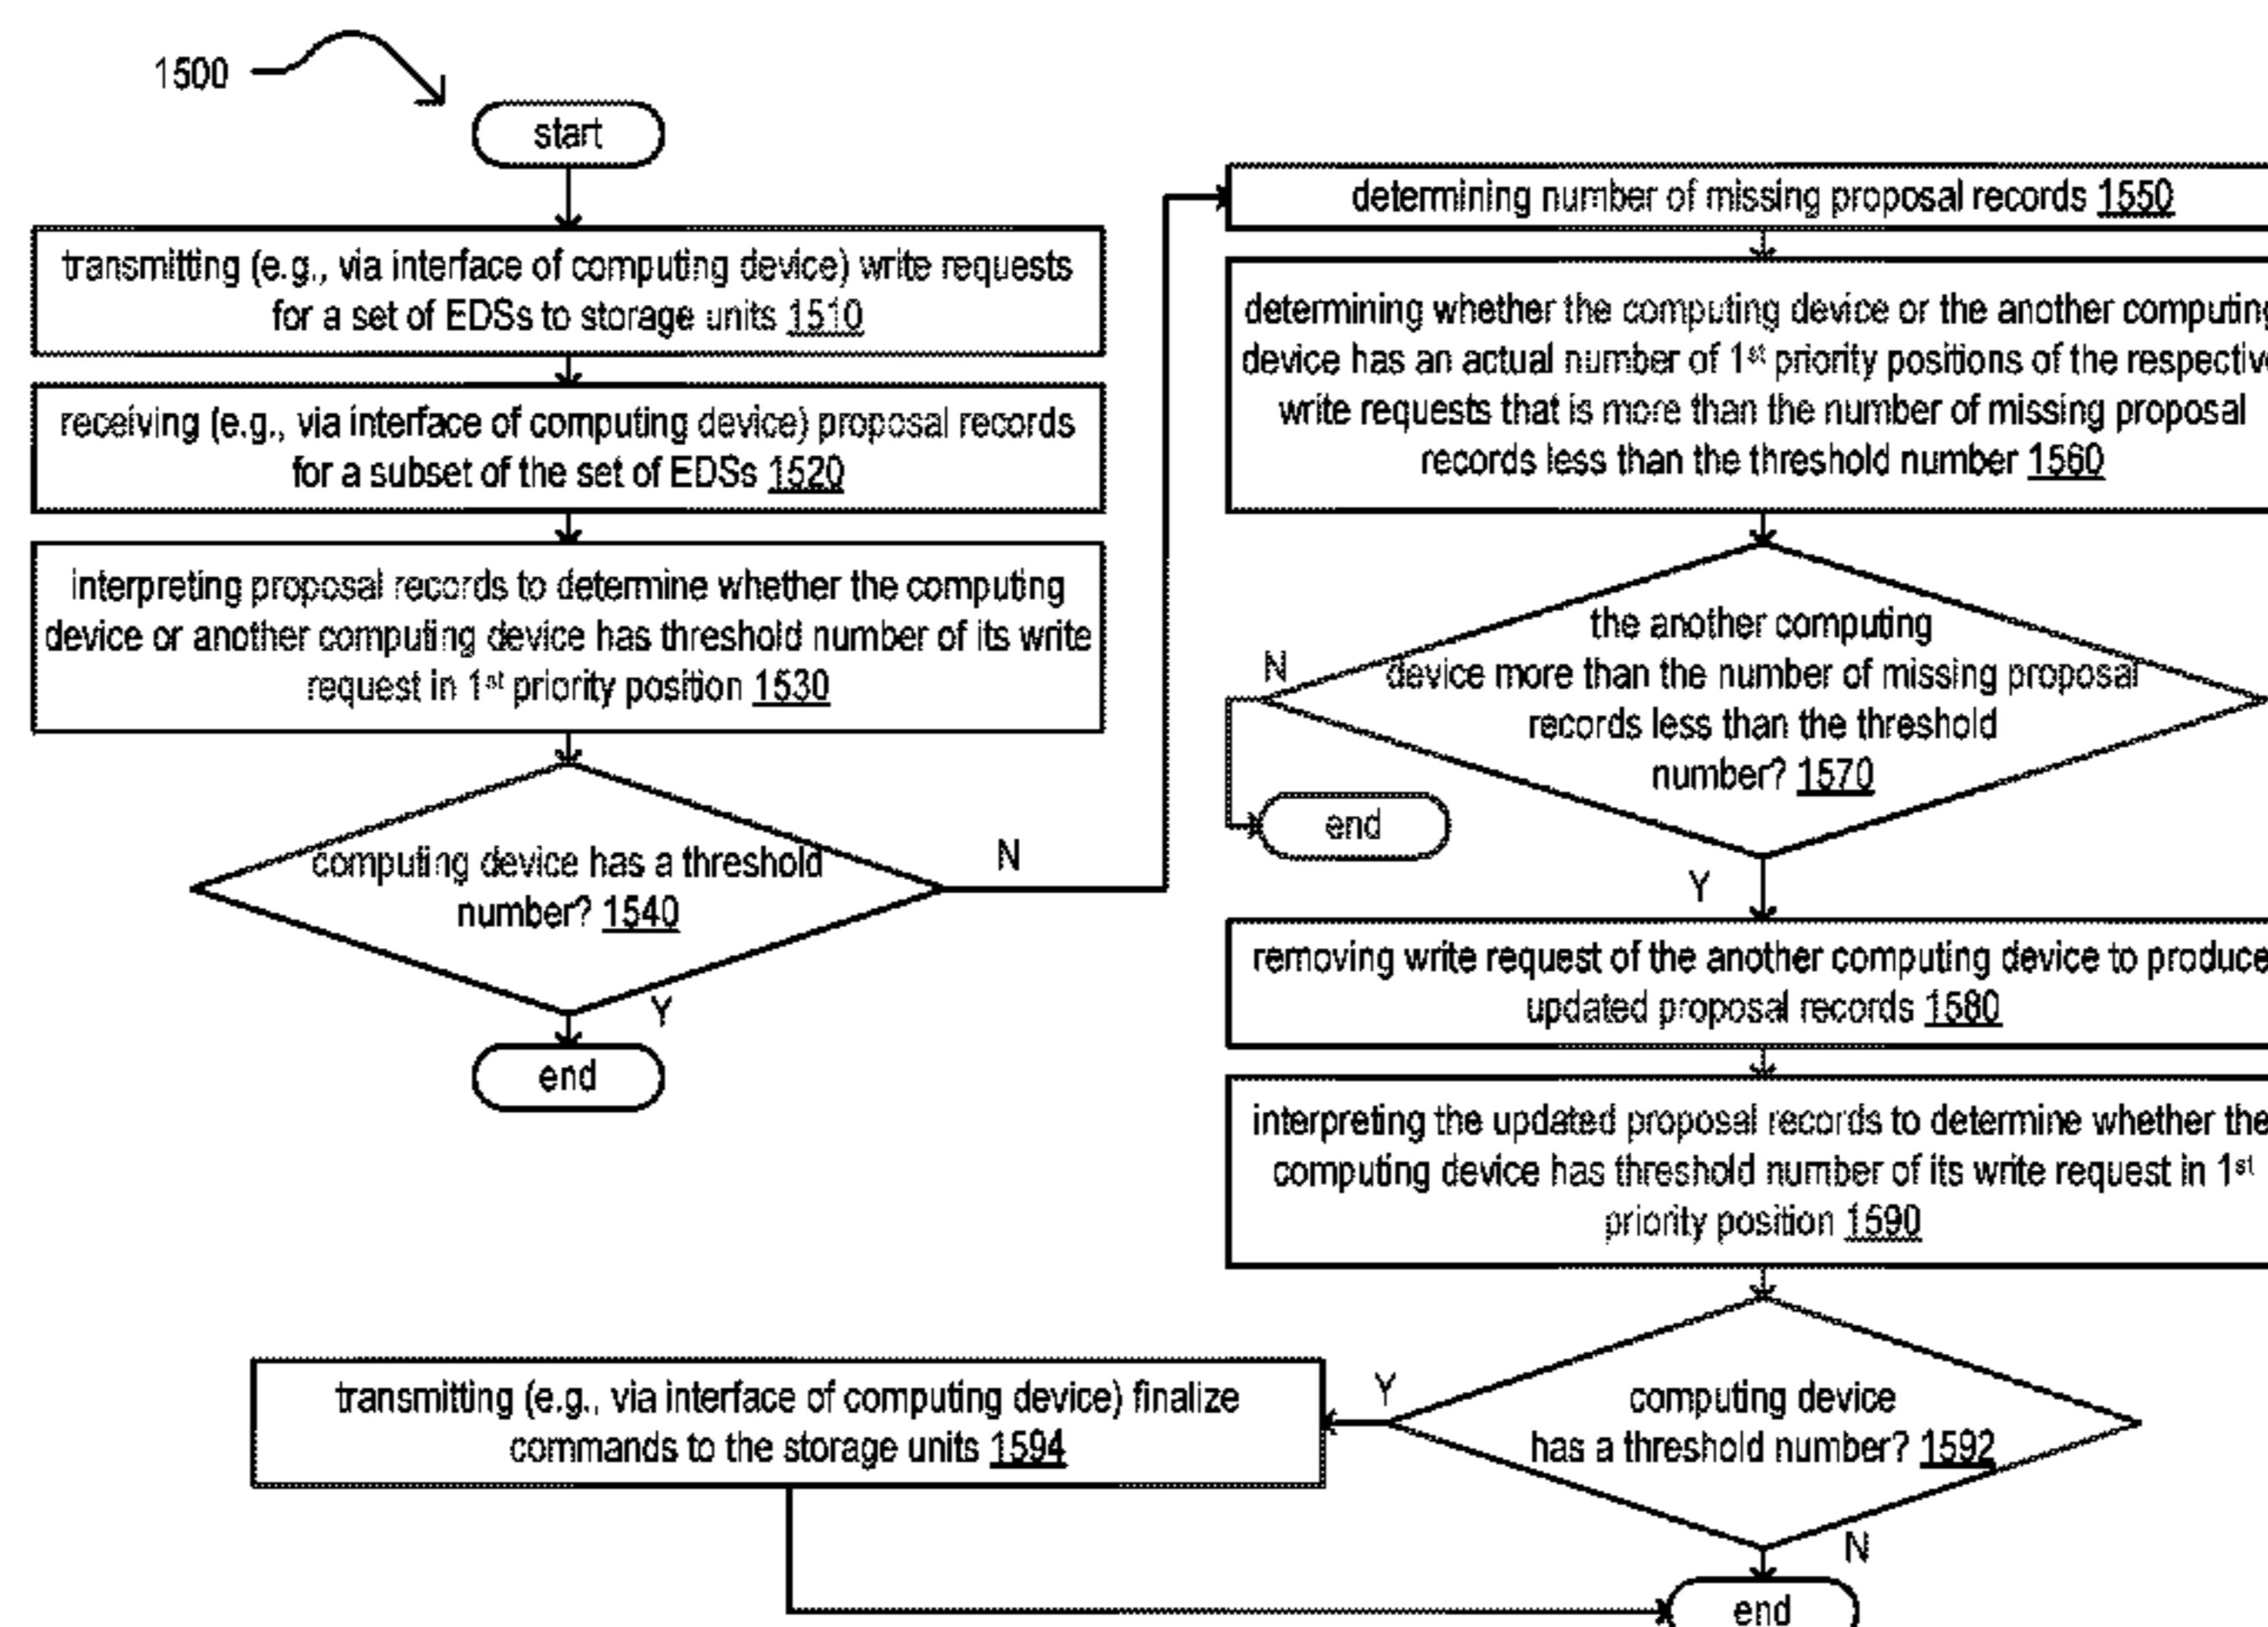 1500
start
transmitting (e.g., via interface of computing device) write requests
for a set of EDSs to storage units 1510
receiving (e.g., via interface of computing device) proposal records
for a subset of the set of EDSs 1520
interpreting proposal records to determine whether the computing
device or another computing device has threshold number of its write
request in 1st priority position 1530
computing device has a threshold
number? 1540
N
Y
end
determining number of missing proposal records 1550
determining whether the computing device or the another computing
device has an actual number of 1st priority positions of the respective
write requests that is more than the number of missing proposal
records less than the threshold number 1560
the another computing
device more than the number of missing proposal
records less than the threshold
number? 1570
N
end
Y
removing write request of the another computing device to produce
updated proposal records 1580
interpreting the updated proposal records to determine whether the
computing device has threshold number of its write request in 1st
priority position 1590
computing device
has a threshold number? 1592
Y
transmitting (e.g., via interface of computing device) finalize
commands to the storage units 1594
N
end